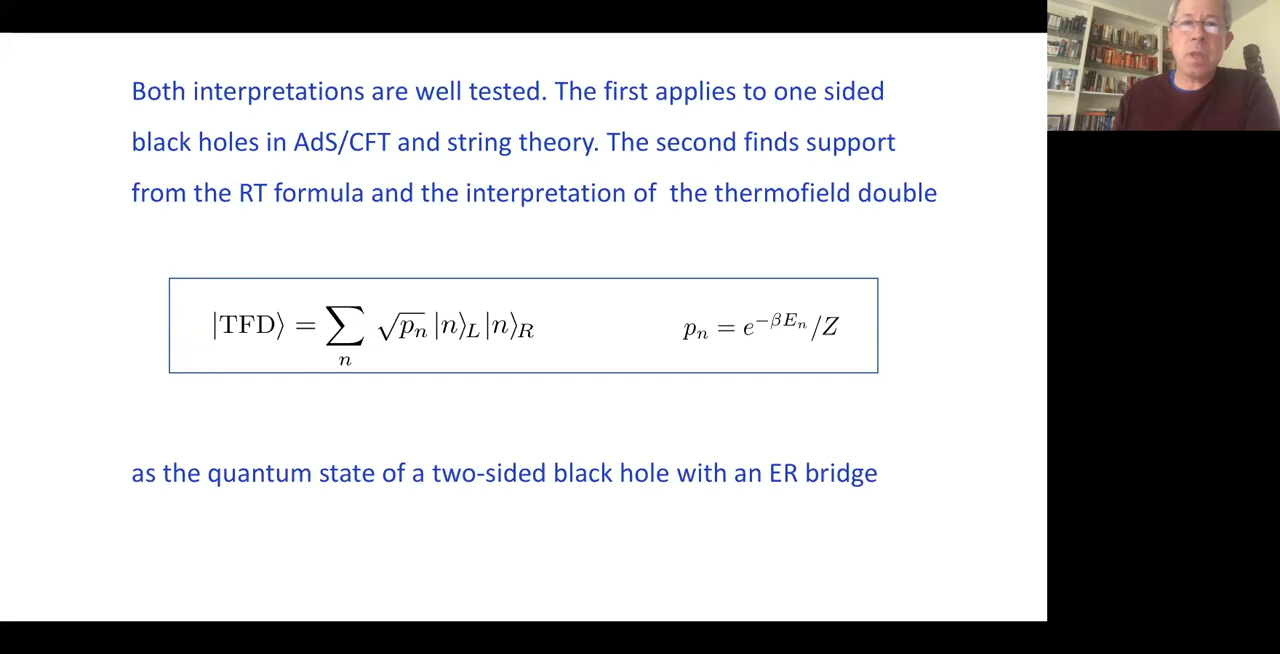 Both interpretations are well tested. The first applies to one sided
black holes in AdS/CFT and string theory. The second finds support
from the RT formula and the interpretation of the thermofield double
|TFD⟩ = ∑_n √p_n |n⟩_L |n⟩_R    p_n = e^{-βE_n}/Z
as the quantum state of a two-sided black hole with an ER bridge